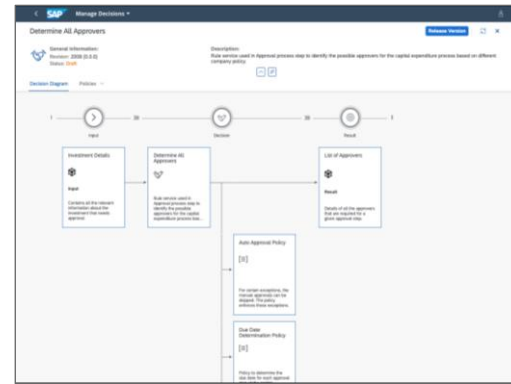 SAP Manage Decisions
Determine All Approvers
Release Version
General Information:
Revision: 2008 (0.0.0)
Status: Draft
Description:
Rule service used in Approval process step to identify the possible approvers for the capital expenditure process based on different
company policy.
Decision Diagram Policies
Input
Decision
Result
Investment Details
Input
Contains all the relevant
information about the
investment that needs
approval
Determine All
Approvers
Rule service used in
Approval process step to
identify the possible
approvers for the capital
expenditure process bas...
List of Approvers
Result
Details of all the approvers
that are required for a
given approval step.
Auto Approval Policy
For certain exceptions, the
manual approvals can be
skipped. This policy
enforces these exceptions.
Due Date
Determination Policy
Policy to determine the
due date for each approval